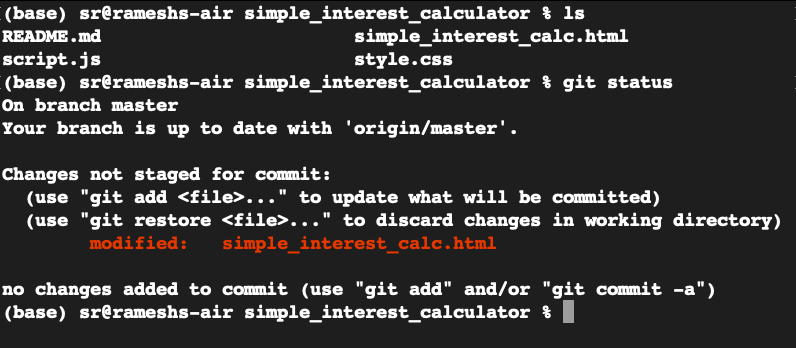 (base) sr@rameshs-air simple_interest_calculator % ls
README.md                       simple_interest_calc.html
script.js                       style.css
(base) sr@rameshs-air simple_interest_calculator % git status
On branch master
Your branch is up to date with 'origin/master'.

Changes not staged for commit:
  (use "git add <file>..." to update what will be committed)
  (use "git restore <file>..." to discard changes in working directory)
        modified:   simple_interest_calc.html

no changes added to commit (use "git add" and/or "git commit -a")
(base) sr@rameshs-air simple_interest_calculator %